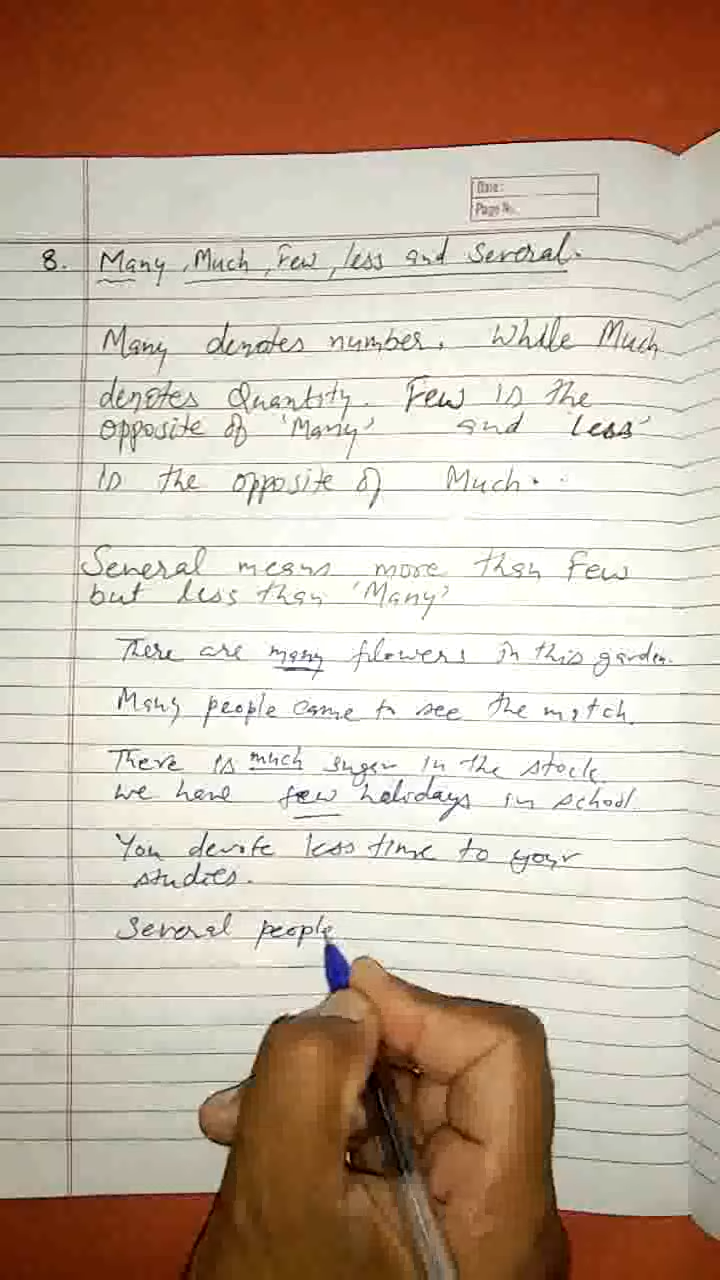 Date:
Page No.
8. Many, Much, Few, less and Several.
Many denotes number. While Much
denotes Quantity. Few is the
opposite of 'Many' and 'less'
is the opposite of Much.
Several means more than Few
but less than 'Many'
There are many flowers in this garden.
Many people came to see the match.
There is much sugar in the stock.
We have few holidays in school
You devote less time to your
studies.
Several people